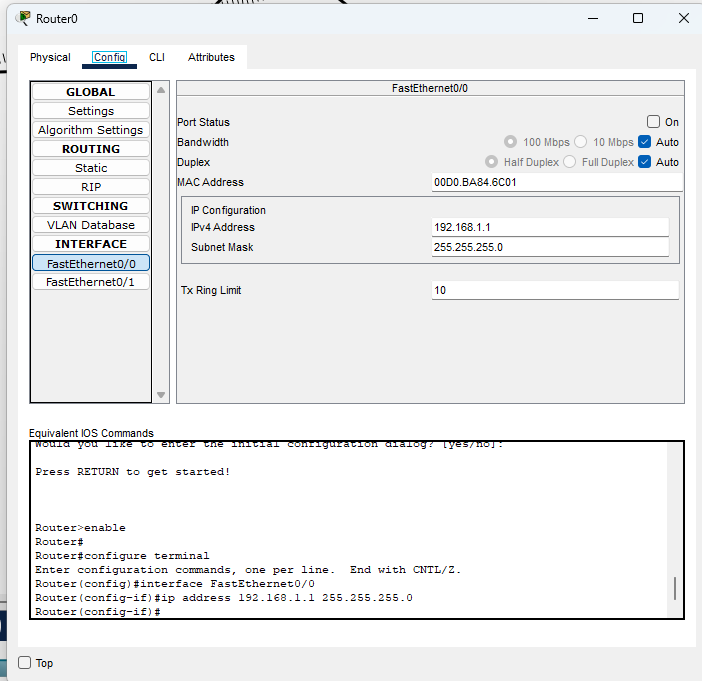 Router0
Physical Config CLI Attributes
GLOBAL
Settings
Algorithm Settings
ROUTING
Static
RIP
SWITCHING
VLAN Database
INTERFACE
FastEthernet0/0
FastEthernet0/1
FastEthernet0/0
Port Status On
Bandwidth 100 Mbps 10 Mbps Auto
Duplex Half Duplex Full Duplex Auto
MAC Address 00D0.BA84.6C01
IP Configuration
IPv4 Address 192.168.1.1
Subnet Mask 255.255.255.0
Tx Ring Limit 10
Equivalent IOS Commands
Would you like to enter the initial configuration dialog? [yes/no]:
Press RETURN to get started!
Router>enable
Router#
Router#configure terminal
Enter configuration commands, one per line. End with CNTL/Z.
Router(config)#interface FastEthernet0/0
Router(config-if)#ip address 192.168.1.1 255.255.255.0
Router(config-if)#
Top